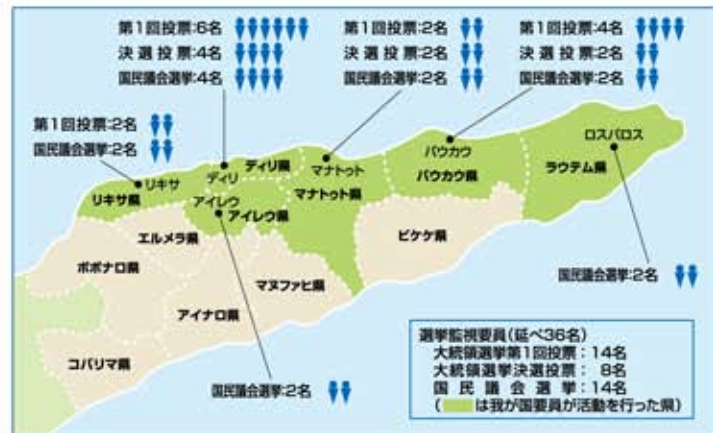 第1回投票:6名
決選投票:4名
国民議会選挙:4名
第1回投票:2名
決選投票:2名
国民議会選挙:2名
第1回投票:4名
決選投票:2名
国民議会選挙:2名
第1回投票:2名
国民議会選挙:2名
ロスパロス
バウカウ
ディリ県
マナトゥト
リキサ
ディリ
バウカウ県
ラウテム県
リキサ県
アイレウ
アイレウ県
マナトゥト県
エルメラ県
ビケケ県
ボボナロ県
マヌファヒ県
国民議会選挙:2名
アイナロ県
コバリマ県
国民議会選挙:2名
選挙監視要員(延べ36名)
大統領選挙第1回投票:14名
大統領選挙決選投票:8名
国民議会選挙:14名
(は我が国要員が活動を行った県)